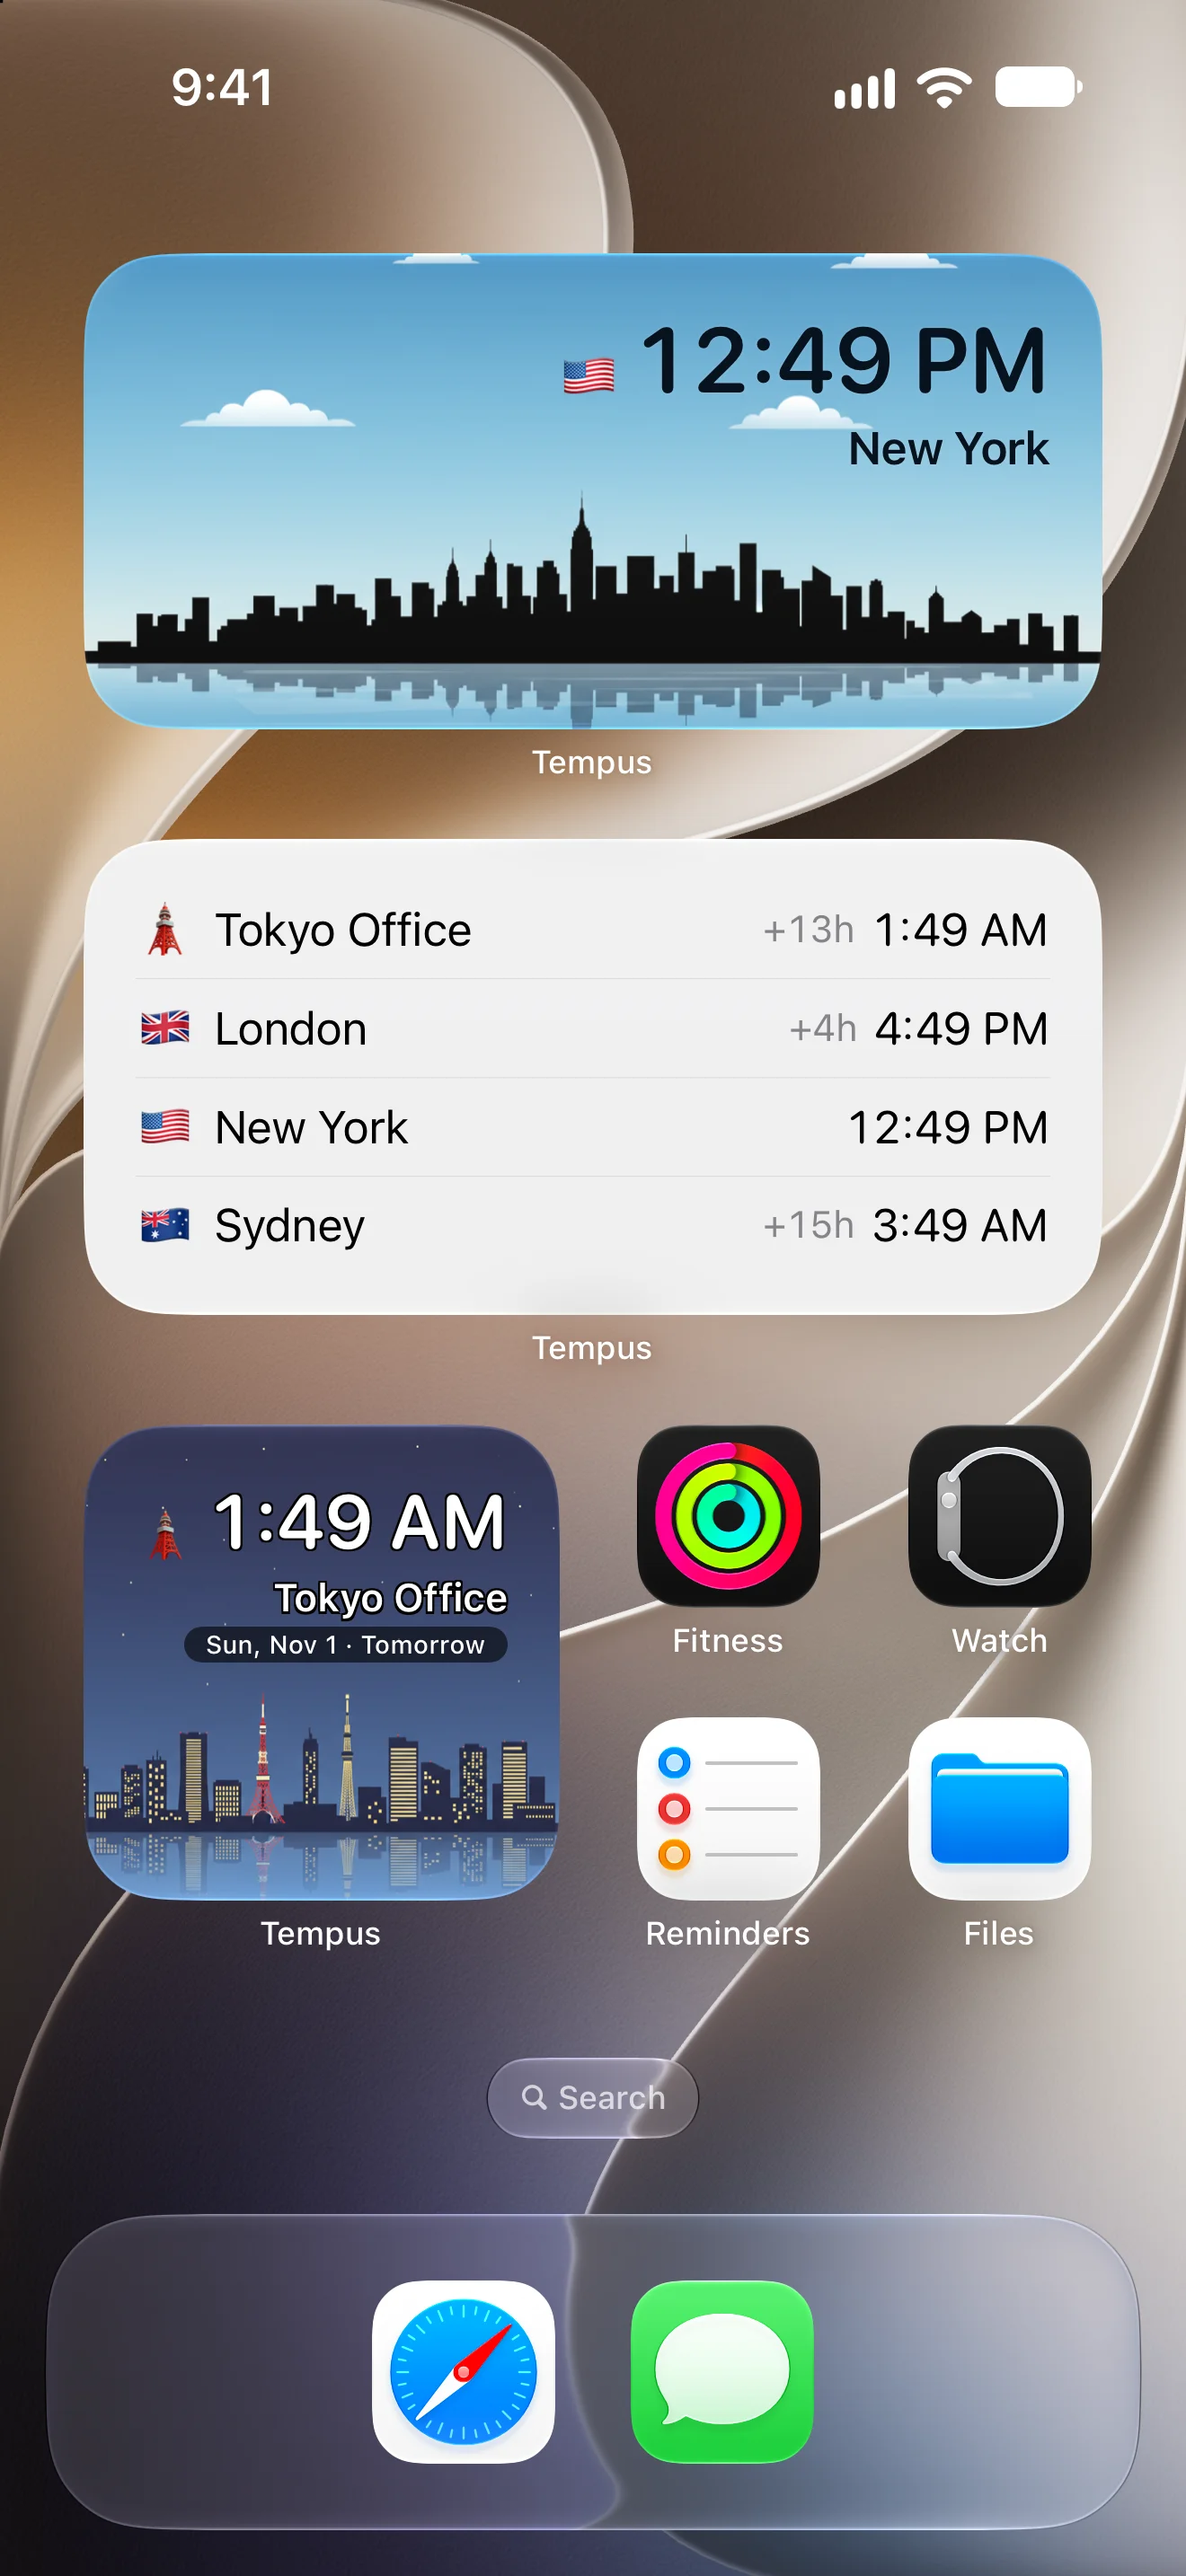 9:41
12:49 PM
New York
Tempus
Tokyo Office +13h 1:49 AM
London +4h 4:49 PM
New York 12:49 PM
Sydney +15h 3:49 AM
Tempus
1:49 AM
Tokyo Office
Sun, Nov 1 · Tomorrow
Tempus
Fitness
Watch
Reminders
Files
Search